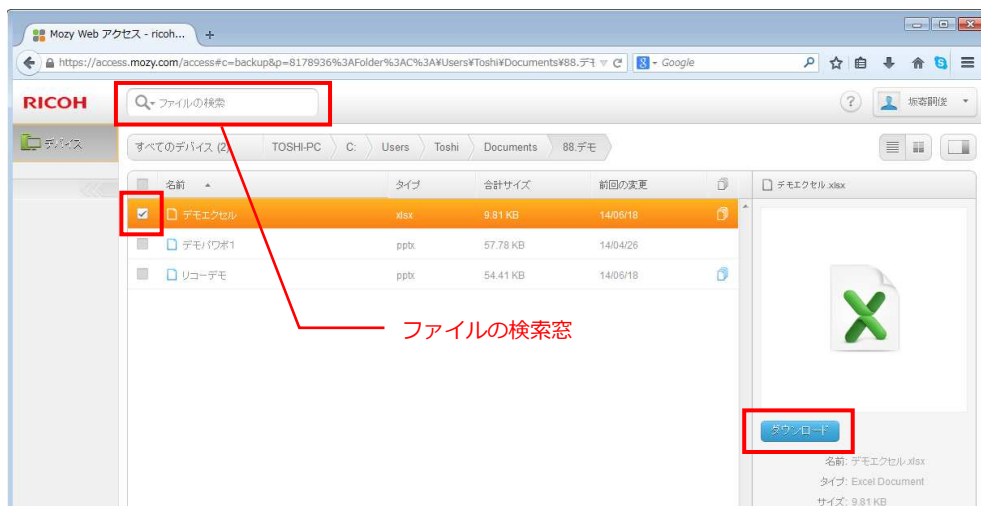 Mozy Web アクセス - ricoh... +
https://access.mozy.com/access#c=backup&p=8178936%3AFolder%3AC%3A¥Users¥Toshi¥Documents¥88.デモ
8 - Google
RICOH
ファイルの検索
?
デバイス
すべてのデバイス (2)
TOSHI-PC
C:
Users
Toshi
Documents
88.デモ
名前
タイプ
合計サイズ
前回の変更
デモエクセル.xlsx
デモエクセル xlsx 9.81 KB 14/06/18
デモパワポ1 pptx 57.78 KB 14/04/26
リコーデモ pptx 54.41 KB 14/06/18
ファイルの検索窓
ダウンロード
名前: デモエクセル.xlsx
タイプ: Excel Document
サイズ: 9.81 KB